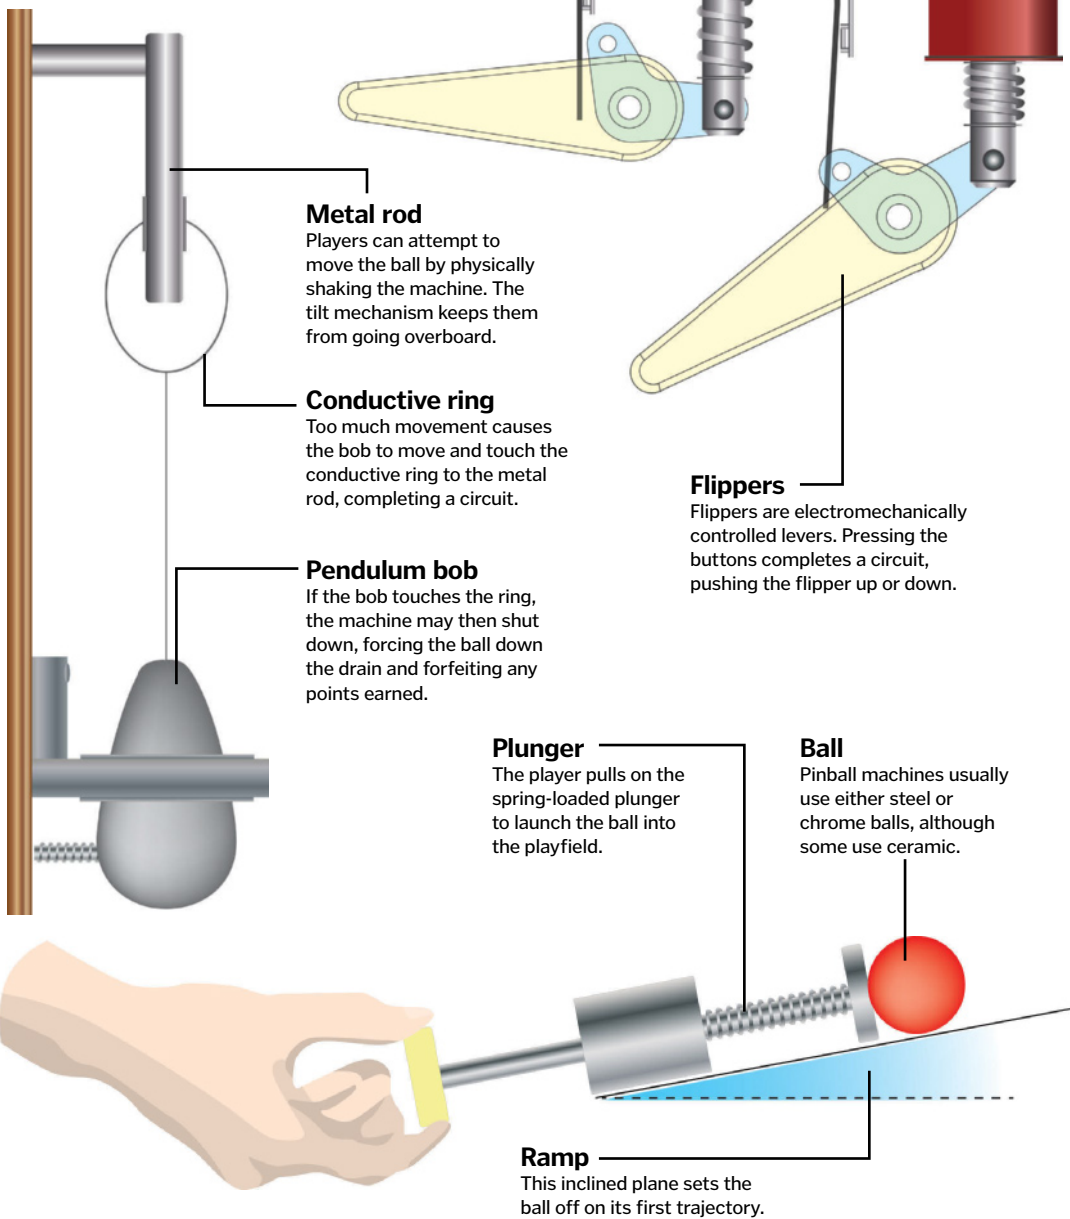 Metal rod
Players can attempt to
move the ball by physically
shaking the machine. The
tilt mechanism keeps them
from going overboard.
Conductive ring
Too much movement causes
the bob to move and touch the
conductive ring to the metal
rod, completing a circuit.
Flippers
Flippers are electromechanically
controlled levers. Pressing the
buttons completes a circuit,
pushing the flipper up or down.
Pendulum bob
If the bob touches the ring,
the machine may then shut
down, forcing the ball down
the drain and forfeiting any
points earned.
Plunger
The player pulls on the
spring-loaded plunger
to launch the ball into
the playfield.
Ball
Pinball machines usually
use either steel or
chrome balls, although
some use ceramic.
Ramp
This inclined plane sets the
ball off on its first trajectory.